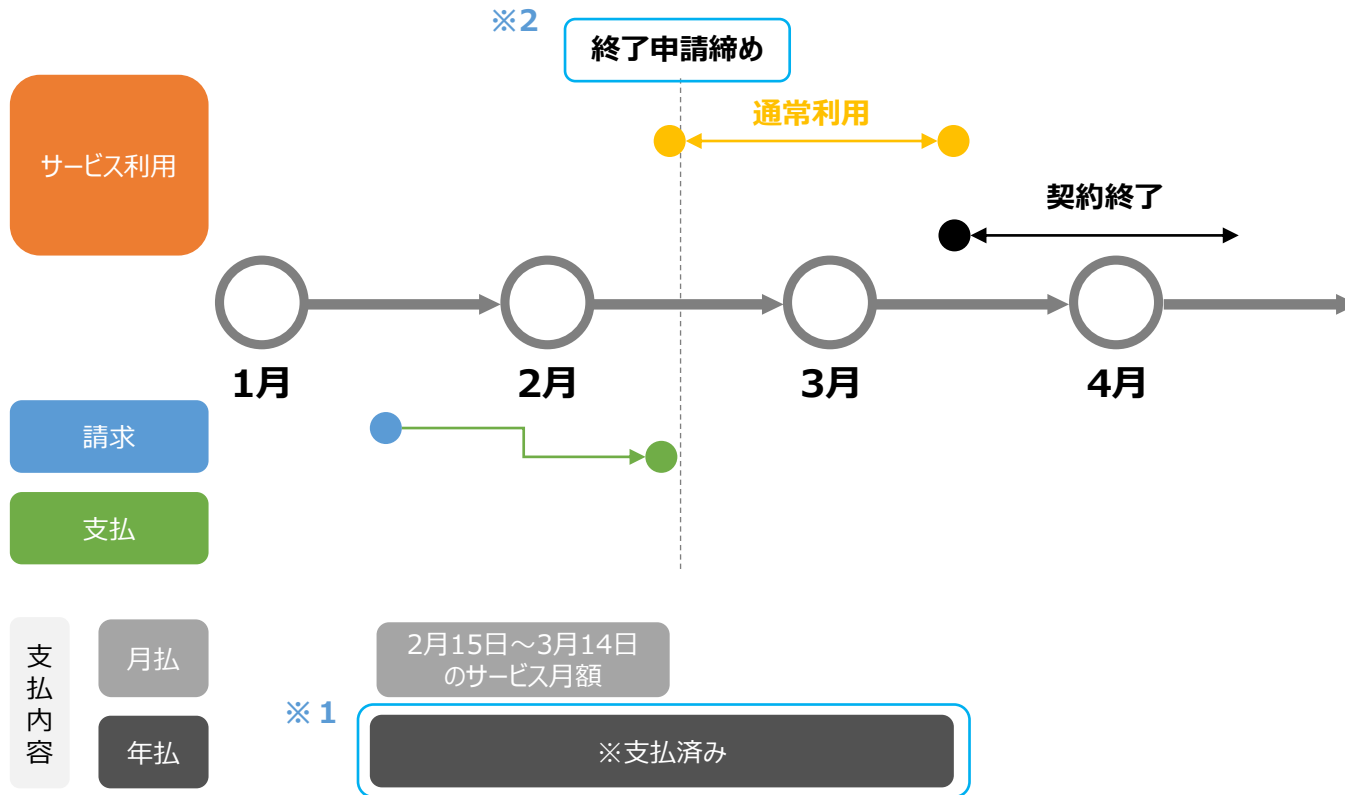 ※2
終了申請締め
サービス利用
通常利用
契約終了
1月
2月
3月
4月
請求
支払
支払内容
月払
2月15日～3月14日
のサービス月額
※1
年払
※支払済み